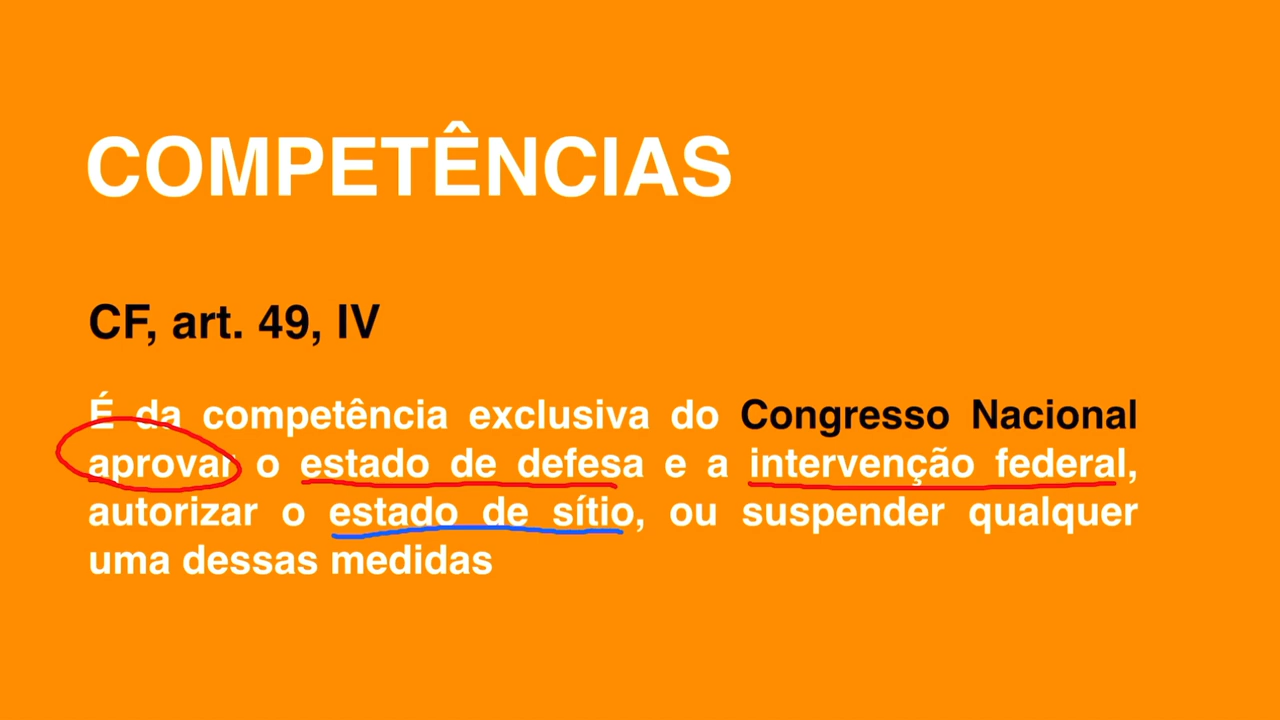 COMPETÊNCIAS
CF, art. 49, IV
É da competência exclusiva do Congresso Nacional
aprovar o estado de defesa e a intervenção federal,
autorizar o estado de sítio, ou suspender qualquer
uma dessas medidas